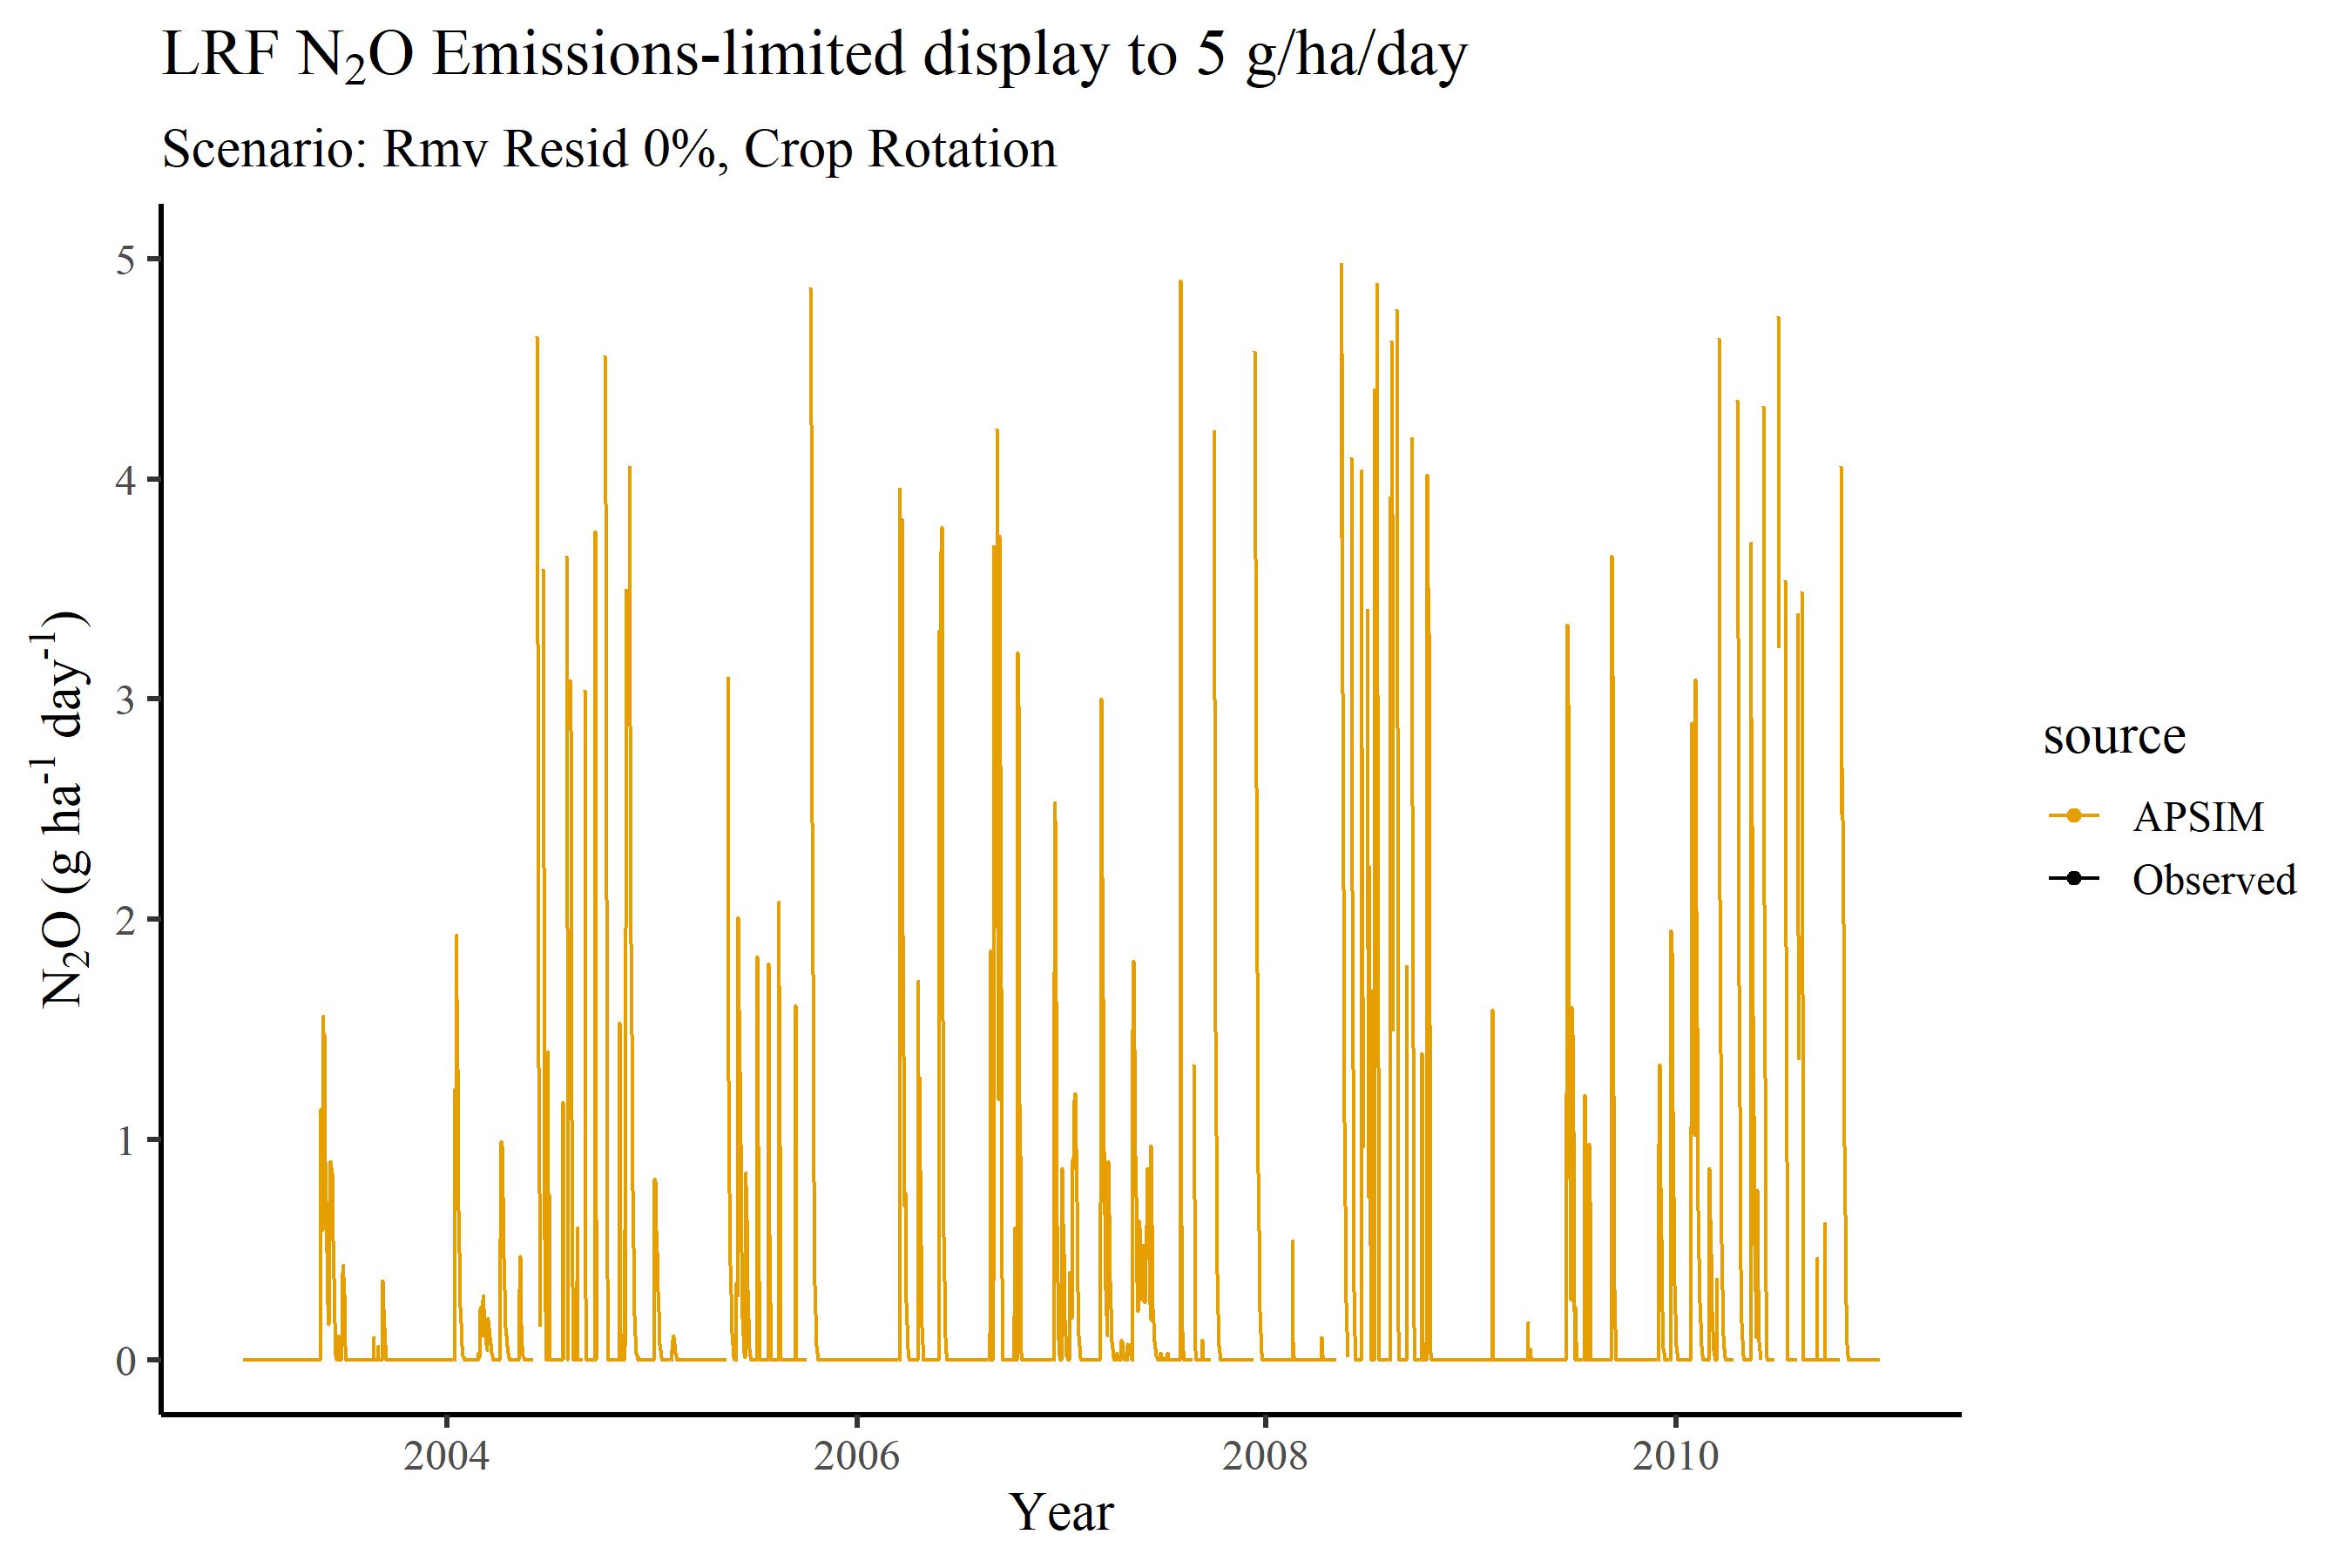 LRF N₂O Emissions-limited display to 5 g/ha/day
Scenario: Rmv Resid 0%, Crop Rotation
N₂O (g ha⁻¹ day⁻¹)
5
4
3
2
1
0
2004 2006 2008 2010
Year
source
APSIM
Observed